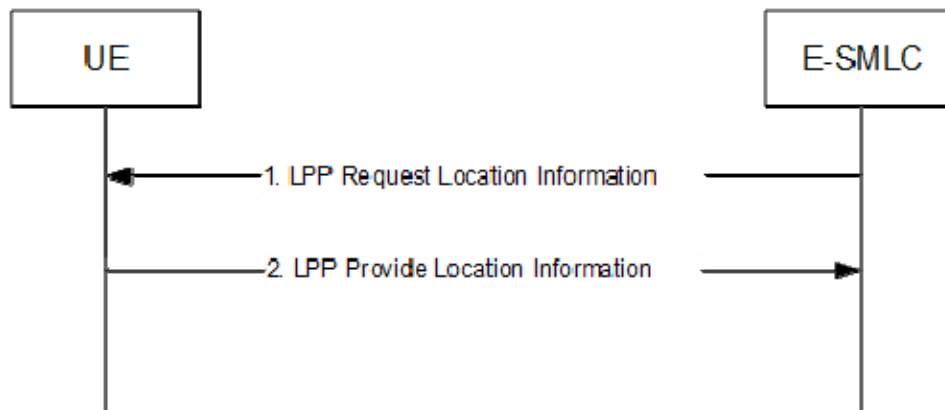 UE
E-SMLC
1. LPP Request Location Information
2. LPP Provide Location Information